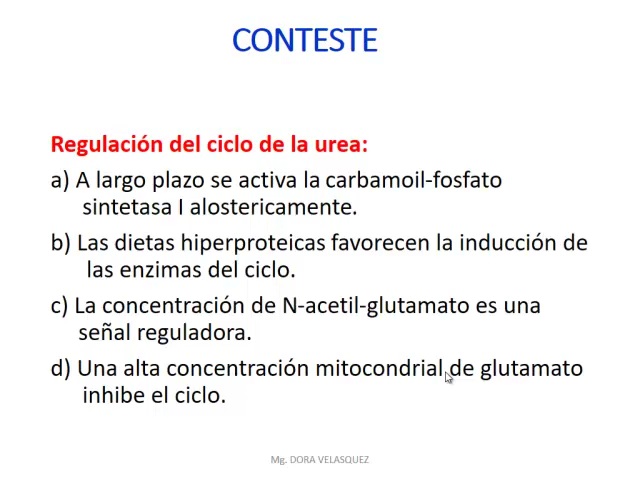 CONTESTE
Regulación del ciclo de la urea:
a) A largo plazo se activa la carbamoil-fosfato
sintetasa I alostericamente.
b) Las dietas hiperproteicas favorecen la inducción de
las enzimas del ciclo.
c) La concentración de N-acetil-glutamato es una
señal reguladora.
d) Una alta concentración mitocondrial de glutamato
inhibe el ciclo.
Mg. DORA VELASQUEZ